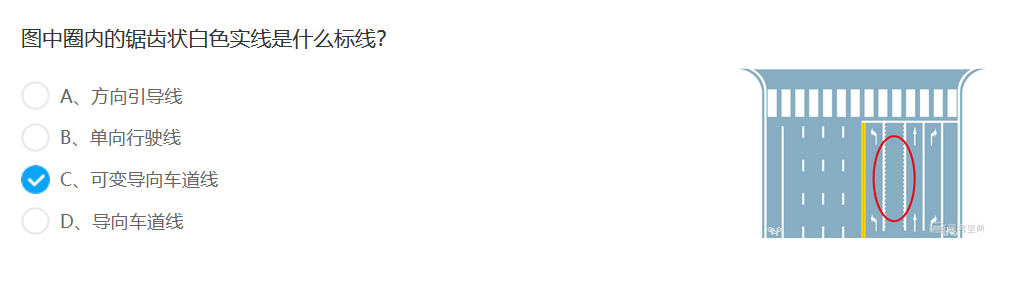 图中圈内的锯齿状白色实线是什么标线?
A、方向引导线
B、单向行驶线
C、可变导向车道线
D、导向车道线